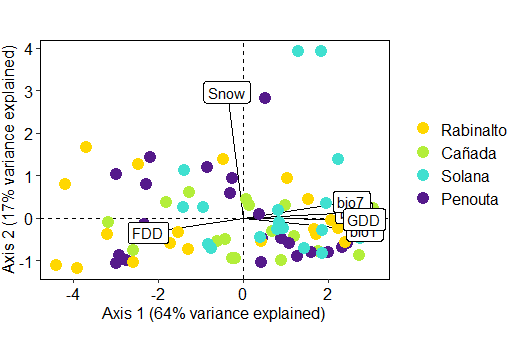 4
3
2
1
0
-1
Axis 2 (17% variance explained)
Snow
bio7
GDD
bio1
FDD
-4
-2
0
2
Axis 1 (64% variance explained)
Rabinalto
Cañada
Solana
Penouta